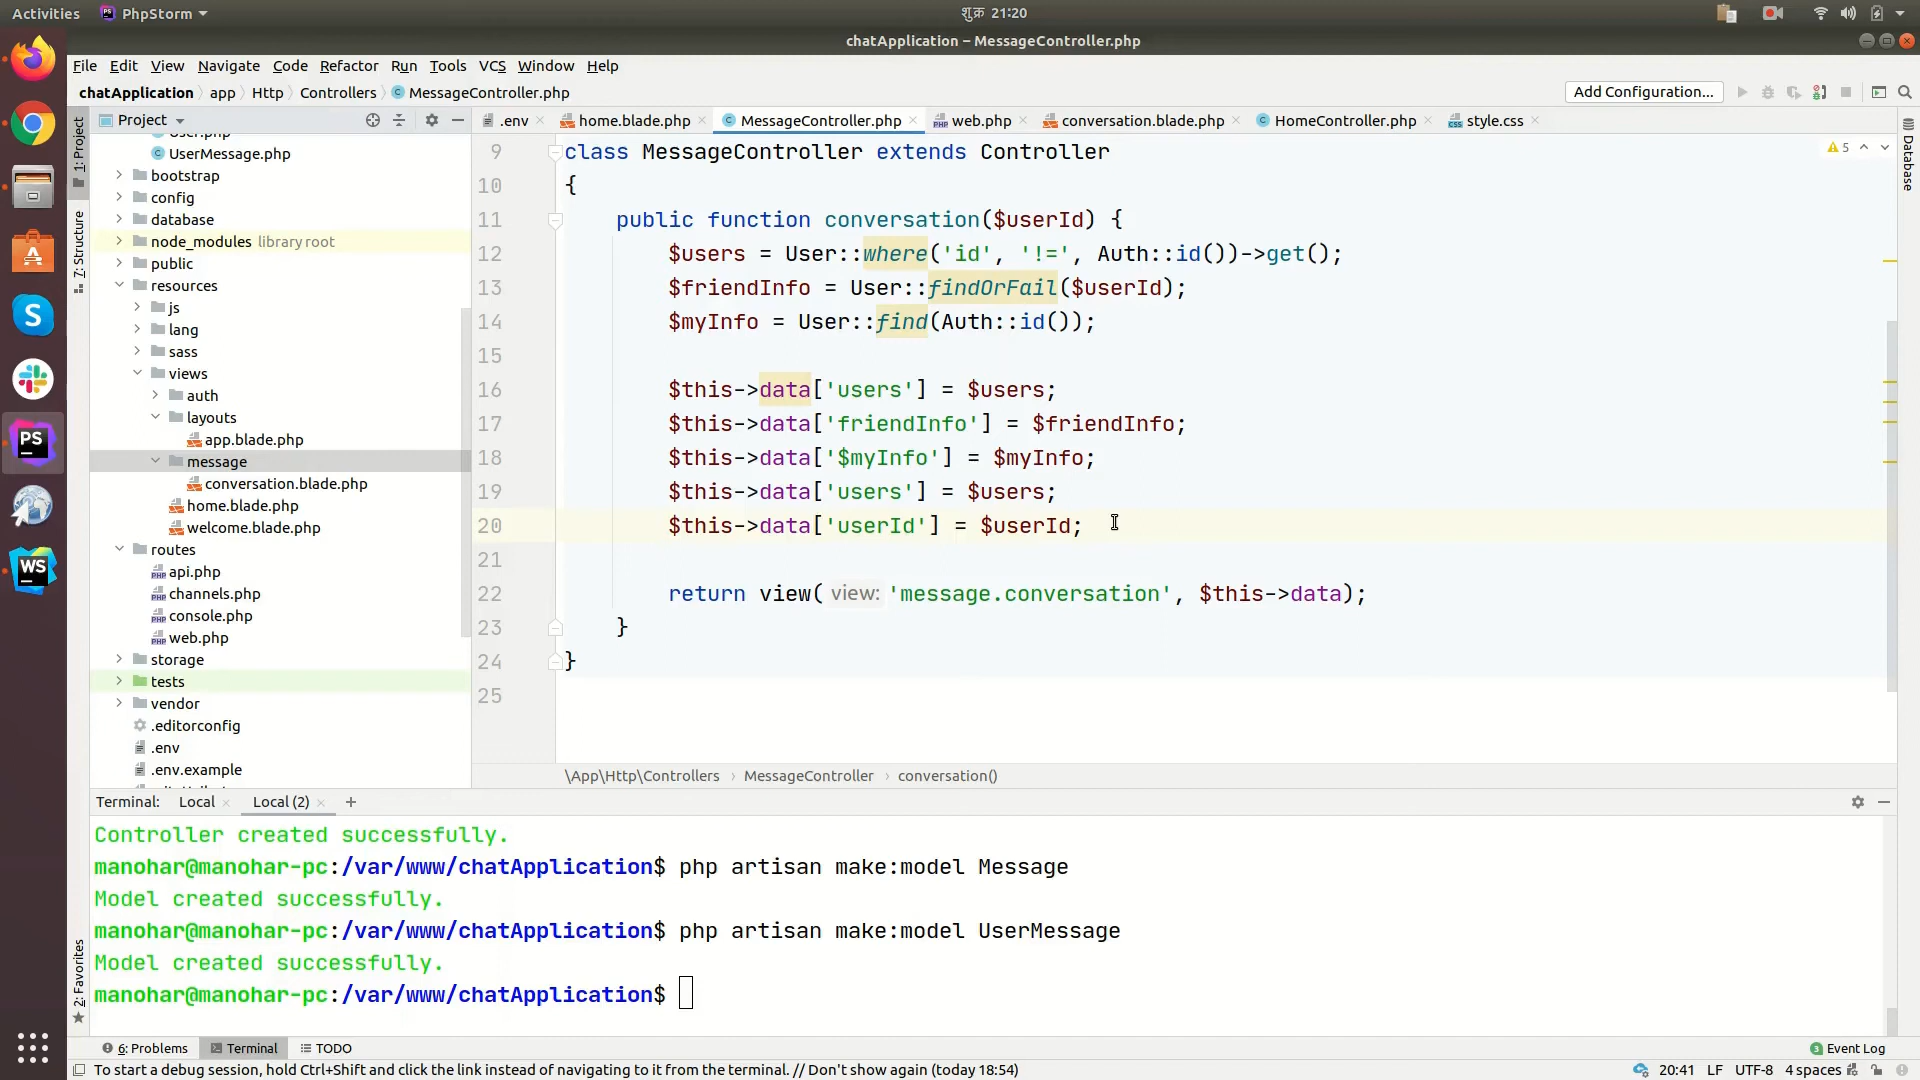 Activities PhpStorm शुक्र 21:20
chatApplication – MessageController.php
File Edit View Navigate Code Refactor Run Tools VCS Window Help
chatApplication app Http Controllers MessageController.php Add Configuration...
Project
.env home.blade.php MessageController.php web.php conversation.blade.php HomeController.php style.css
1: Project
7: Structure
2: Favorites
Database
User.php
UserMessage.php
bootstrap
config
database
node_modules library root
public
resources
js
lang
sass
views
auth
layouts
app.blade.php
message
conversation.blade.php
home.blade.php
welcome.blade.php
routes
api.php
channels.php
console.php
web.php
storage
tests
vendor
.editorconfig
.env
.env.example
5
9 class MessageController extends Controller
10 {
11 public function conversation($userId) {
12 $users = User::where('id', '!=', Auth::id())->get();
13 $friendInfo = User::findOrFail($userId);
14 $myInfo = User::find(Auth::id());
15
16 $this->data['users'] = $users;
17 $this->data['friendInfo'] = $friendInfo;
18 $this->data['$myInfo'] = $myInfo;
19 $this->data['users'] = $users;
20 $this->data['userId'] = $userId;
21
22 return view( view: 'message.conversation', $this->data);
23 }
24 }
25
\App\Http\Controllers › MessageController › conversation()
Terminal: Local × Local (2) × +
Controller created successfully.
manohar@manohar-pc:/var/www/chatApplication$ php artisan make:model Message
Model created successfully.
manohar@manohar-pc:/var/www/chatApplication$ php artisan make:model UserMessage
Model created successfully.
manohar@manohar-pc:/var/www/chatApplication$
6: Problems Terminal TODO 3 Event Log
To start a debug session, hold Ctrl+Shift and click the link instead of navigating to it from the terminal. // Don't show again (today 18:54) 20:41 LF UTF-8 4 spaces